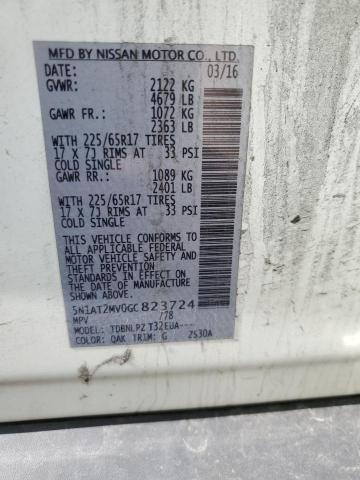 MFD BY NISSAN MOTOR CO., LTD.
DATE: 03/16
GVWR: 2122 KG
4679 LB
GAWR FR: 1072 KG
2363 LB
WITH 225/65R17 TIRES
17 X 7J RIMS AT 33 PSI
COLD SINGLE
GAWR RR: 1089 KG
2401 LB
WITH 225/65R17 TIRES
17 X 7J RIMS AT 33 PSI
COLD SINGLE
THIS VEHICLE CONFORMS TO
ALL APPLICABLE FEDERAL
MOTOR VEHICLE SAFETY
STANDARDS IN EFFECT ON
THE DATE OF MANUFACTURE
SHOWN ABOVE.
5N1AT2MV0GC823724
MPV /78
MODEL: TDBNLPZ T32EUA---
COLOR: QAK TRIM: G ZS30A